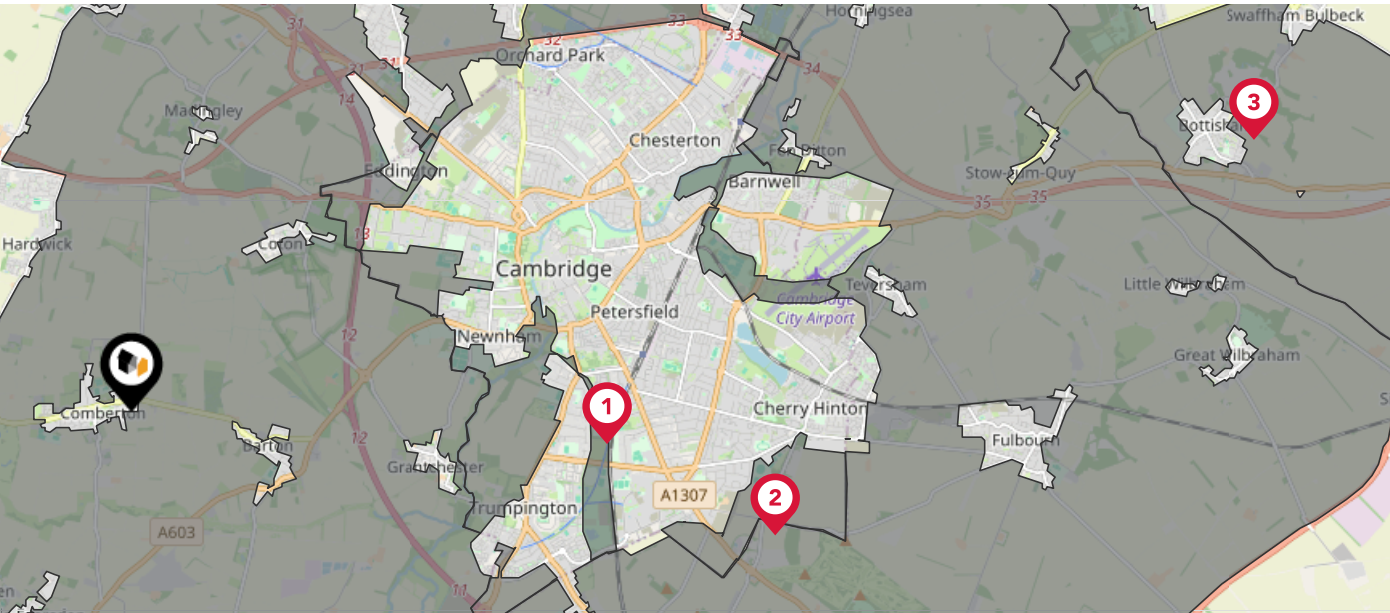 31
33
Horningsea
Swaffham Bulbeck
32
33
Orchard Park
31
31
34
14
Madingley
3
Chesterton
Fen Ditton
Eddington
Stow-cum-Quy
Barnwell
35
35
13
Hardwick
Coton
Cambridge
Teversham
Little Wilbraham
Cambridge
City Airport
Petersfield
12
Newnham
Great Wilbraham
1
Comberton
Cherry Hinton
12
Barton
Fulbourn
Grantchester
A1307
2
Trumpington
A603
11